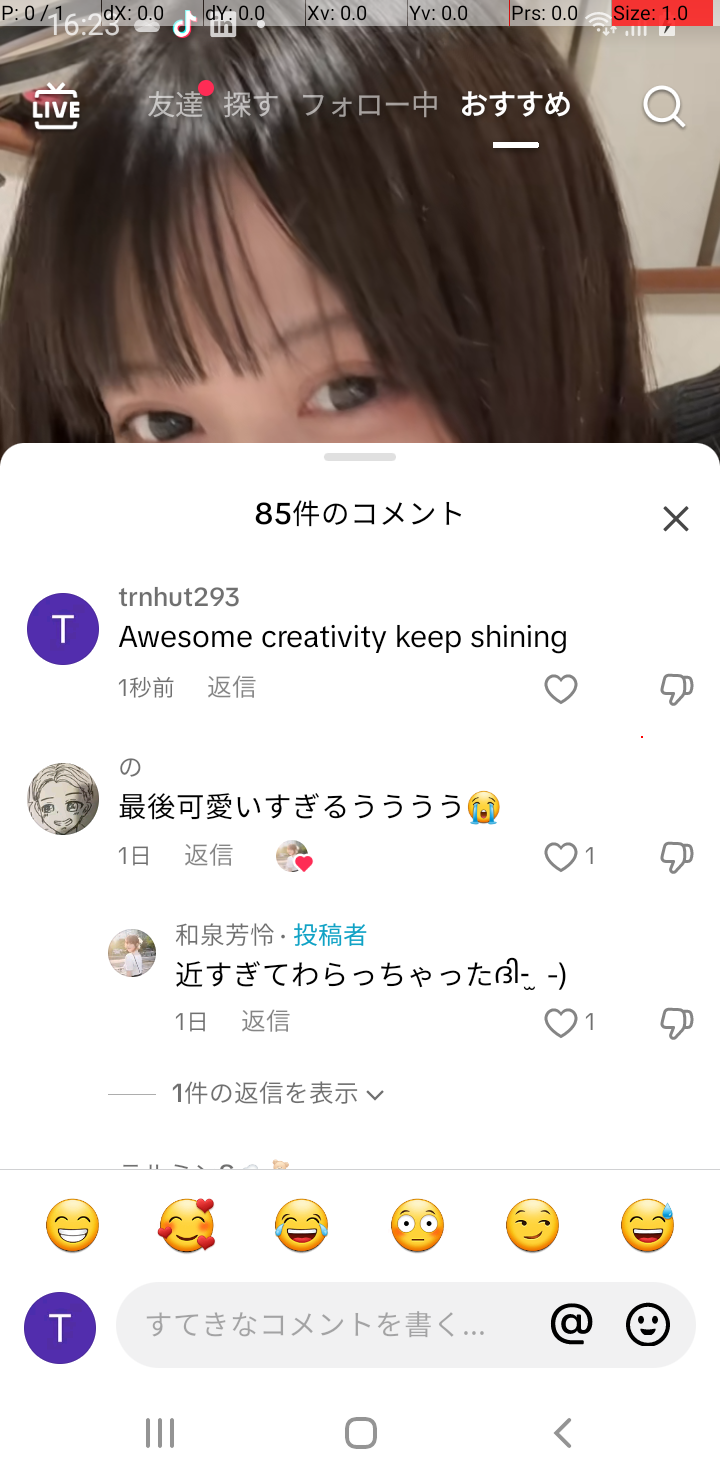 P: 0 / 1 dX: 0.0 dY: 0.0 Xv: 0.0 Yv: 0.0 Prs: 0.0 Size: 1.0
16:23
LIVE 友達 探す フォロー中 おすすめ
85件のコメント
T
trnhut293
Awesome creativity keep shining
1秒前 返信
の
最後可愛いすぎるうううう😭
1日 返信 1
和泉芳怜 · 投稿者
近すぎてわらっちゃった
1日 返信 1
1件の返信を表示
T
すてきなコメントを書く...
@